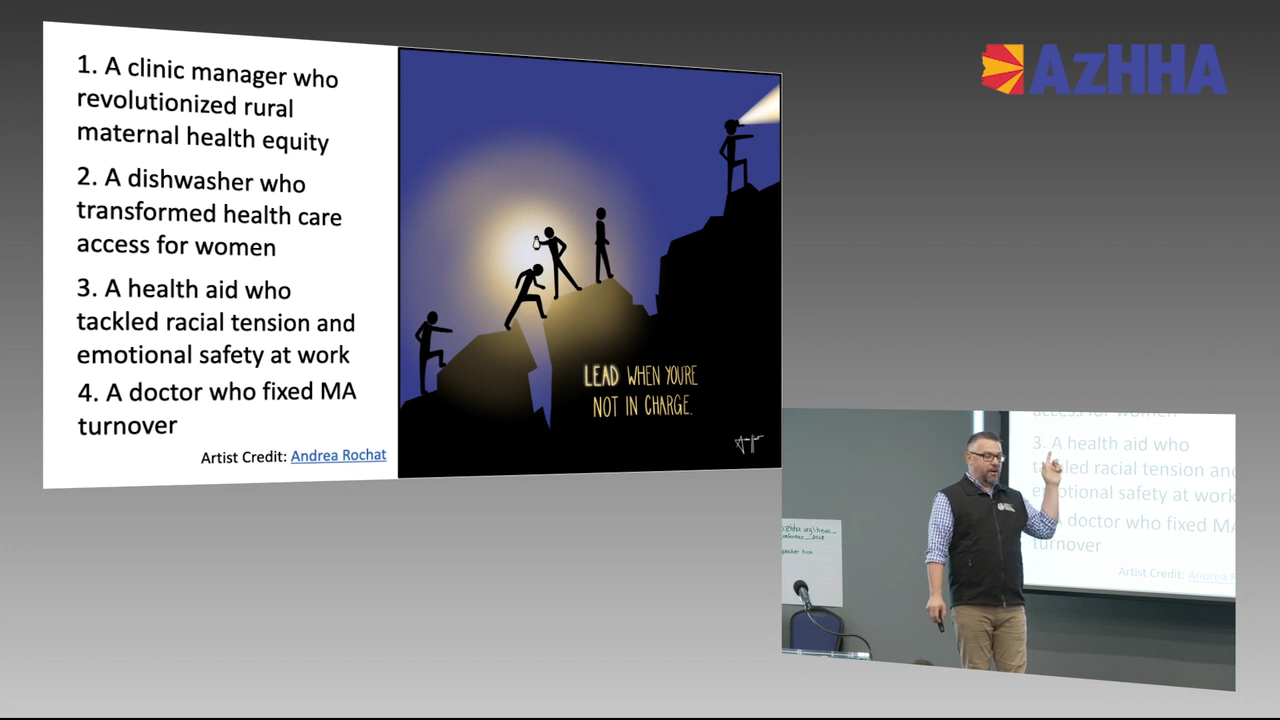 1. A clinic manager who
revolutionized rural
maternal health equity
2. A dishwasher who
transformed health care
access for women
3. A health aid who
tackled racial tension and
emotional safety at work
4. A doctor who fixed MA
turnover
Artist Credit: Andrea Rochat
LEAD WHEN YOU'RE
NOT IN CHARGE.
AzHHA
access for women
3. A health aid who
tackled racial tension and
emotional safety at work
A doctor who fixed MA
turnover
Artist Credit: Andrea